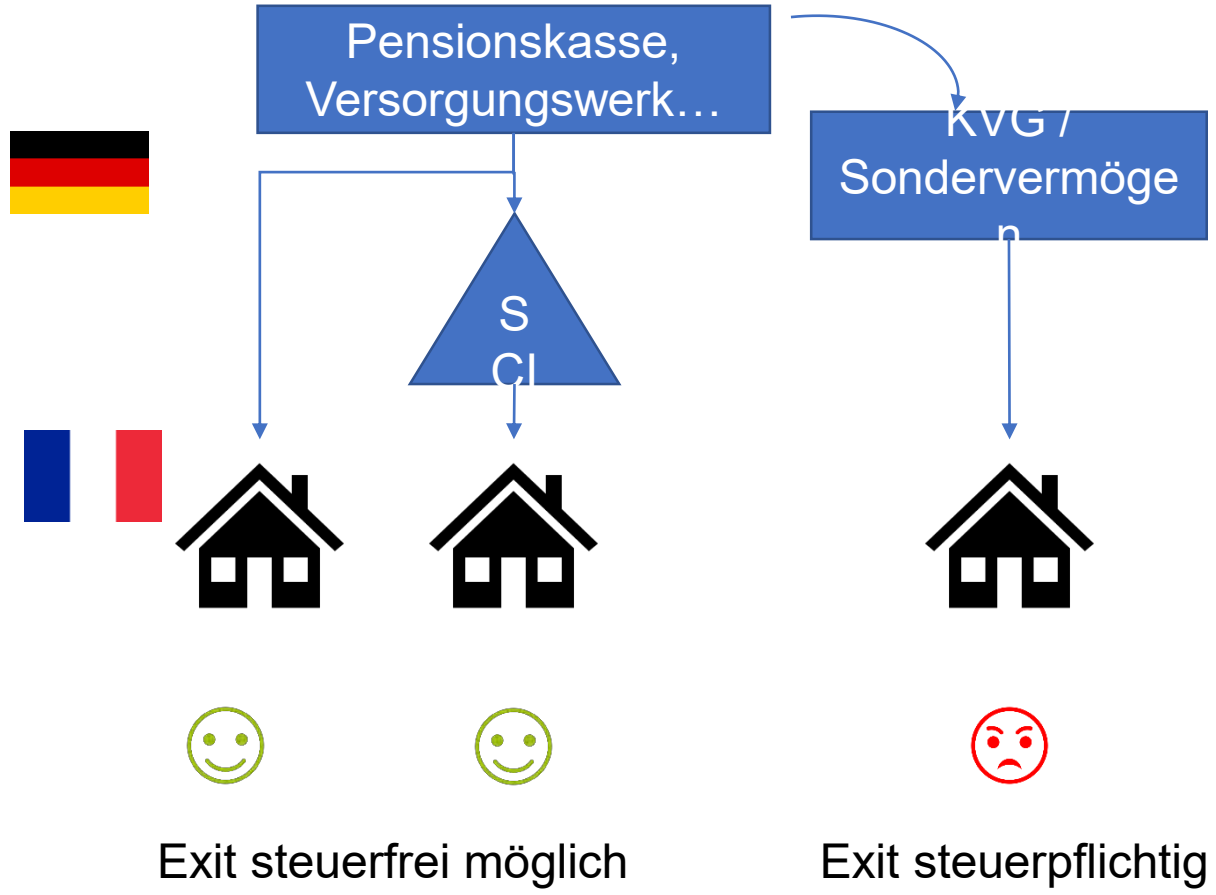 Pensionskasse,
Versorgungswerk…
KVG /
Sondervermöge
n
S
CI
Exit steuerfrei möglich
Exit steuerpflichtig